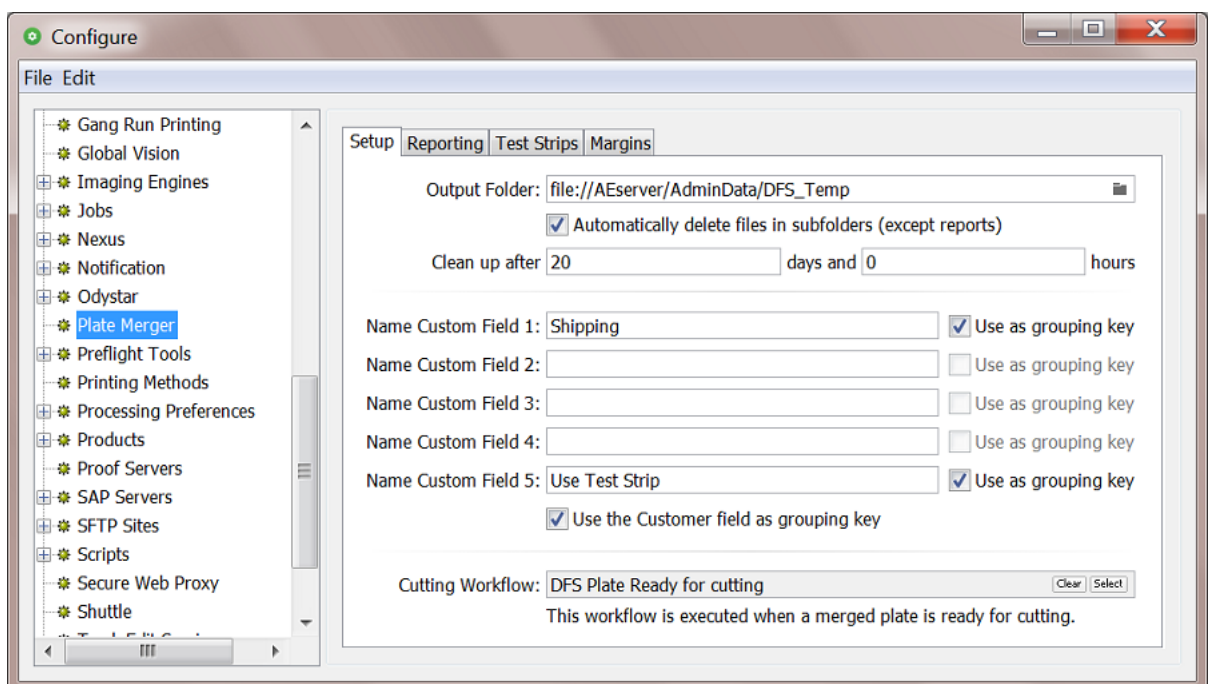 Configure
File Edit
Gang Run Printing
Global Vision
Imaging Engines
Jobs
Nexus
Notification
Odystar
Plate Merger
Preflight Tools
Printing Methods
Processing Preferences
Products
Proof Servers
SAP Servers
SFTP Sites
Scripts
Secure Web Proxy
Shuttle
Setup Reporting Test Strips Margins
Output Folder: file://AEserver/AdminData/DFS_Temp
Automatically delete files in subfolders (except reports)
Clean up after 20 days and 0 hours
Name Custom Field 1: Shipping Use as grouping key
Name Custom Field 2: Use as grouping key
Name Custom Field 3: Use as grouping key
Name Custom Field 4: Use as grouping key
Name Custom Field 5: Use Test Strip Use as grouping key
Use the Customer field as grouping key
Cutting Workflow: DFS Plate Ready for cutting Clear Select
This workflow is executed when a merged plate is ready for cutting.